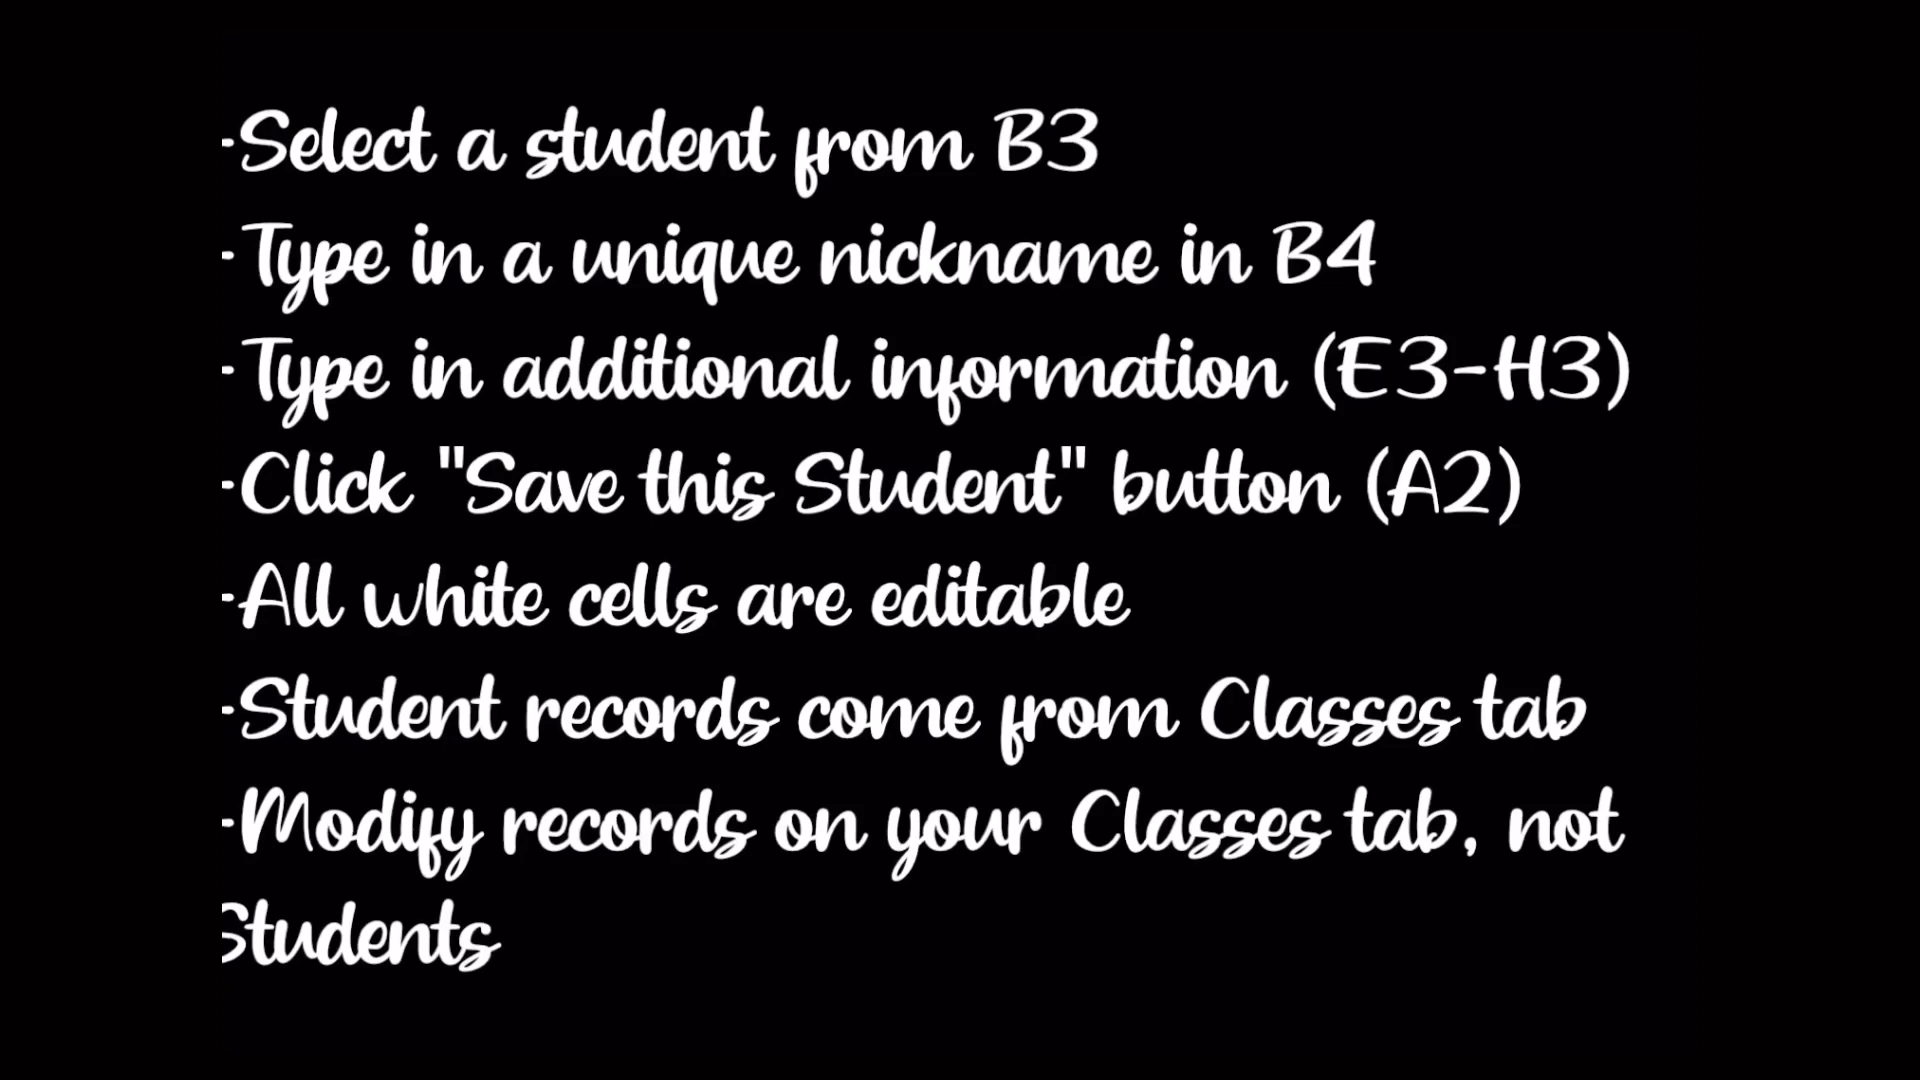 -Select a student from B3
-Type in a unique nickname in B4
-Type in additional information (E3-H3)
-Click "Save this Student" button (A2)
-All white cells are editable
-Student records come from Classes tab
-Modify records on your Classes tab, not
Students